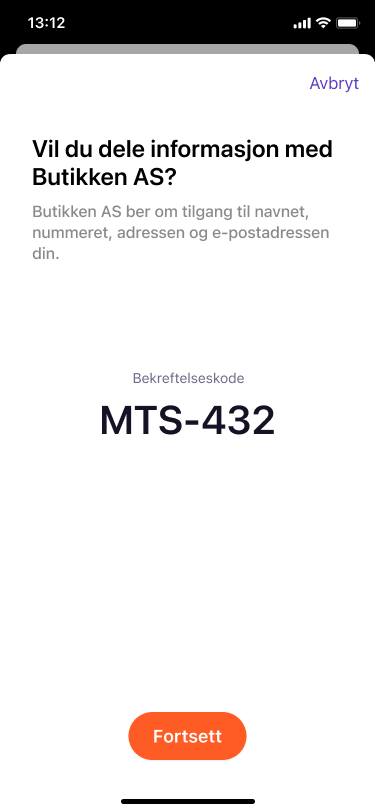 13:12
Avbryt
Vil du dele informasjon med
Butikken AS?
Butikken AS ber om tilgang til navnet,
nummeret, adressen og e-postadressen
din.
Bekreftelseskode
MTS-432
Fortsett